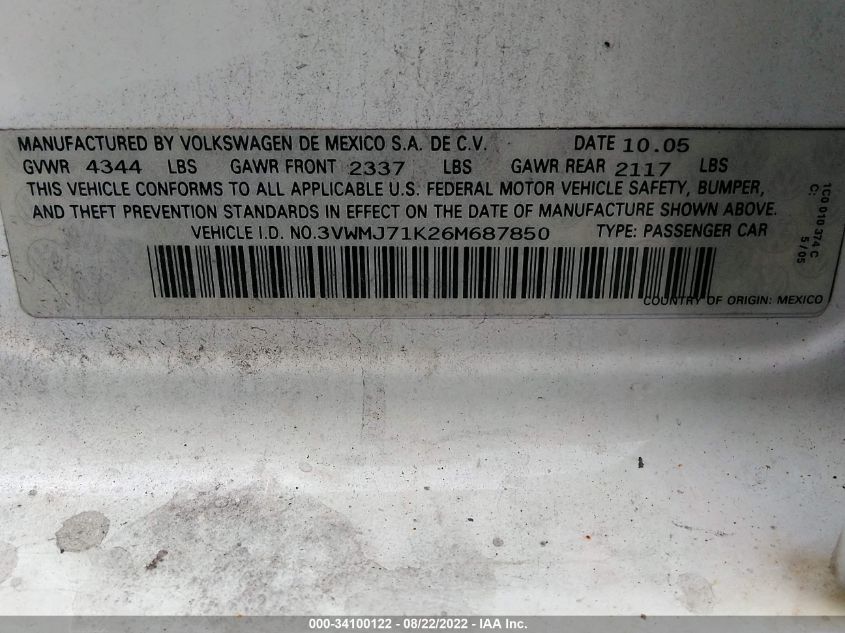 MANUFACTURED BY VOLKSWAGEN DE MEXICO S.A. DE C.V. DATE 10.05
GVWR 4344 LBS GAWR FRONT 2337 LBS GAWR REAR 2117 LBS
THIS VEHICLE CONFORMS TO ALL APPLICABLE U.S. FEDERAL MOTOR VEHICLE SAFETY, BUMPER,
AND THEFT PREVENTION STANDARDS IN EFFECT ON THE DATE OF MANUFACTURE SHOWN ABOVE.
VEHICLE I.D. NO.3VWMJ71K26M687850 TYPE: PASSENGER CAR
COUNTRY OF ORIGIN: MEXICO
1C0 010 374 C
C: 5/05
000-34100122 - 08/22/2022 - IAA Inc.